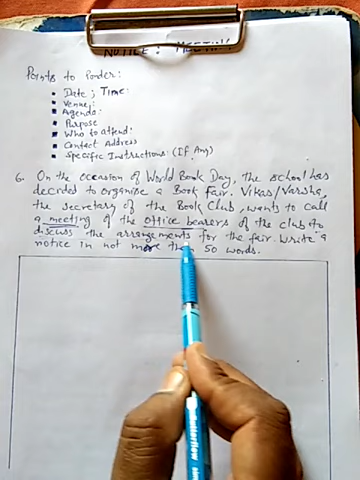 NOTICE: MEETING
Points to Ponder:
▪ Date; Time:
▪ Venue;
▪ Agenda:
▪ Purpose
▪ Who to attend:
▪ Contact Address
▪ Specific Instructions: (If Any)
6. On the occasion of World Book Day, the school has
decided to organise a Book fair. Vikas/Varsha,
the secretary of the Book Club, wants to call
a meeting of the office bearers of the club to
discuss the arrangements for the fair. Write a
notice in not more than 50 words.